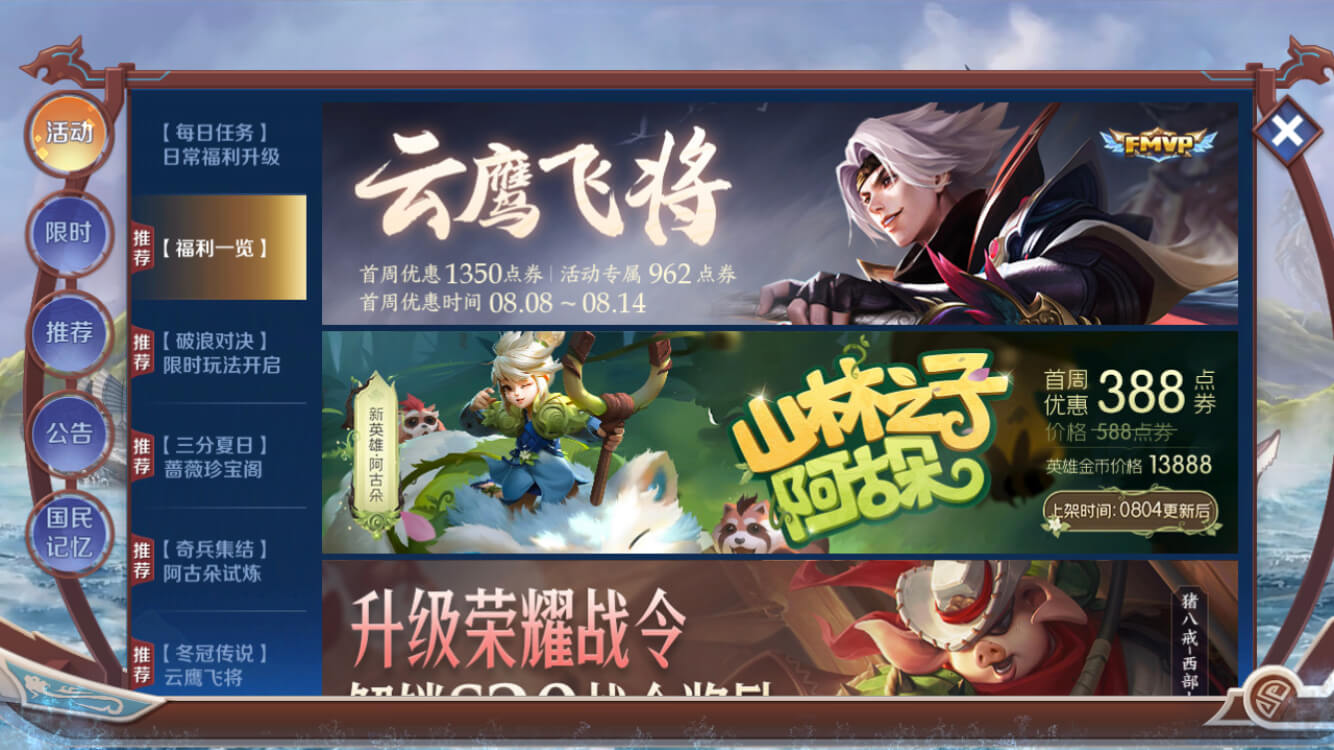 活动
限时
推荐
公告
国民
记忆
【每日任务】
日常福利升级
推荐
【福利一览】
推荐
【破浪对决】
限时玩法开启
推荐
【三分夏日】
蔷薇珍宝阁
推荐
【奇兵集结】
阿古朵试炼
推荐
【冬冠传说】
云鹰飞将
云鹰飞将
FMVP
首周优惠1350点券|活动专属962点券
首周优惠时间 08.08 ~ 08.14
新英雄·阿古朵
山林之子
阿古朵
首周优惠388点券
价格 588点券
英雄金币价格 13888
上架时间:0804更新后
升级荣耀战令
猪八戒-西部